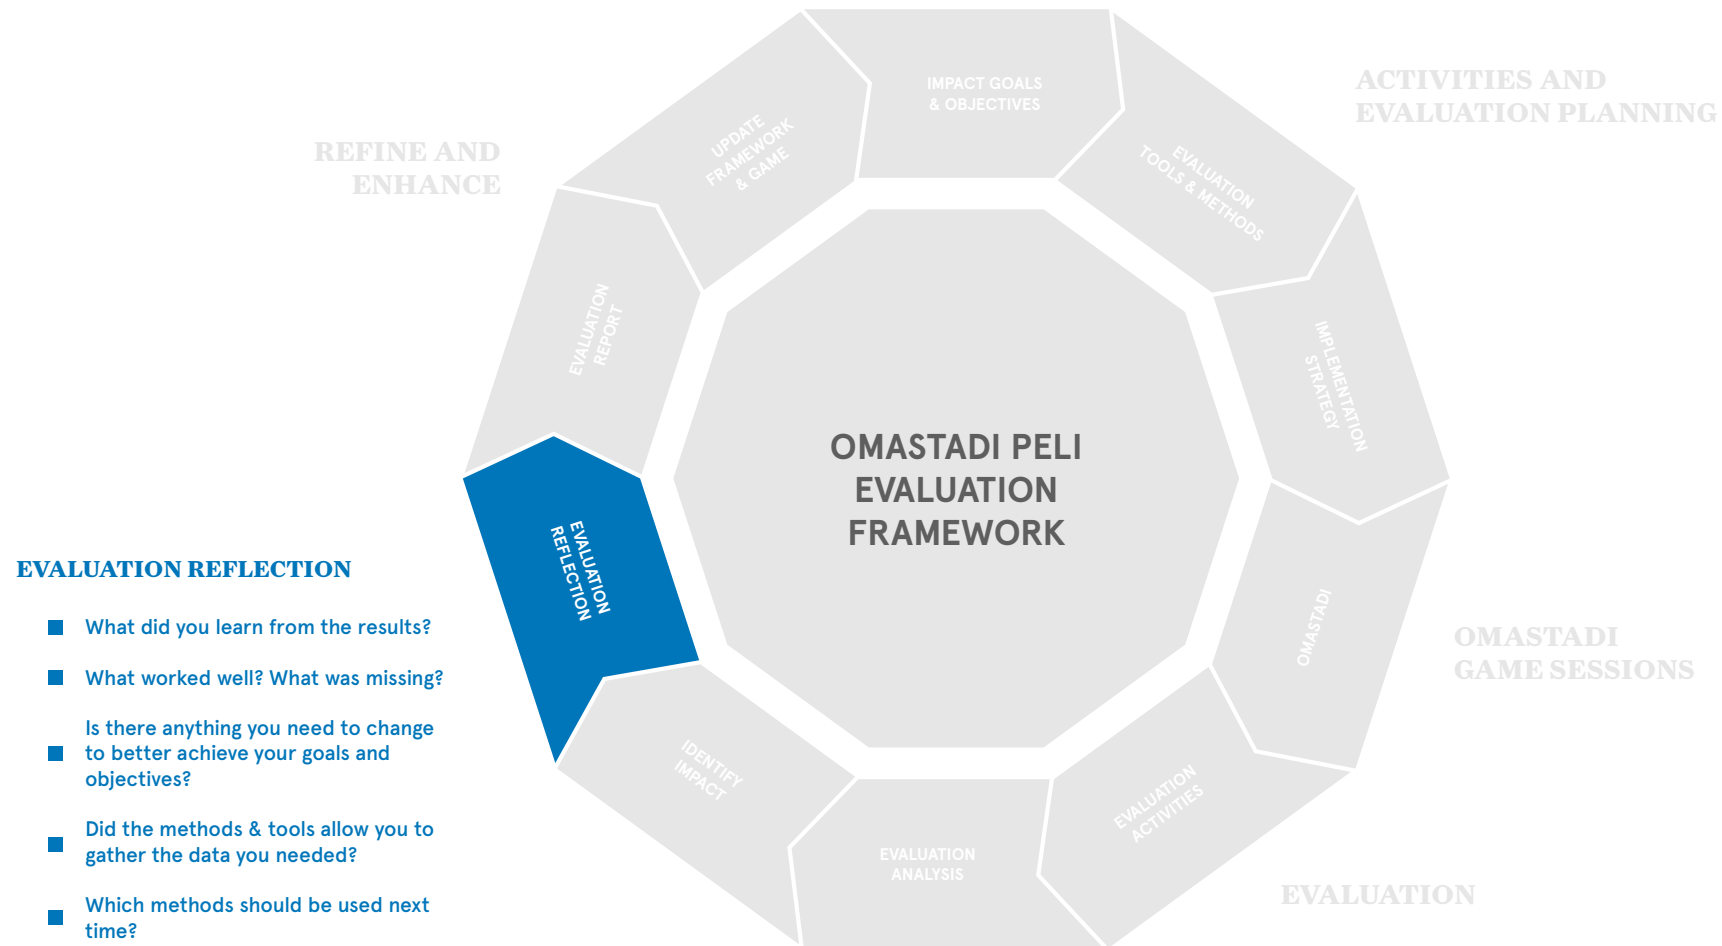 IMPACT GOALS
& OBJECTIVES
ACTIVITIES AND
EVALUATION PLANNING
EVALUATION
TOOLS & METHODS
IMPLEMENTATION
STRATEGY
OMASTADI
OMASTADI
GAME SESSIONS
EVALUATION
ACTIVITIES
EVALUATION
EVALUATION
ANALYSIS
IDENTIFY
IMPACT
EVALUATION
REFLECTION
EVALUATION
REPORT
UPDATE
FRAMEWORK
& GAME
REFINE AND
ENHANCE
OMASTADI PELI
EVALUATION
FRAMEWORK
EVALUATION REFLECTION
What did you learn from the results?
What worked well? What was missing?
Is there anything you need to change
to better achieve your goals and
objectives?
Did the methods & tools allow you to
gather the data you needed?
Which methods should be used next
time?